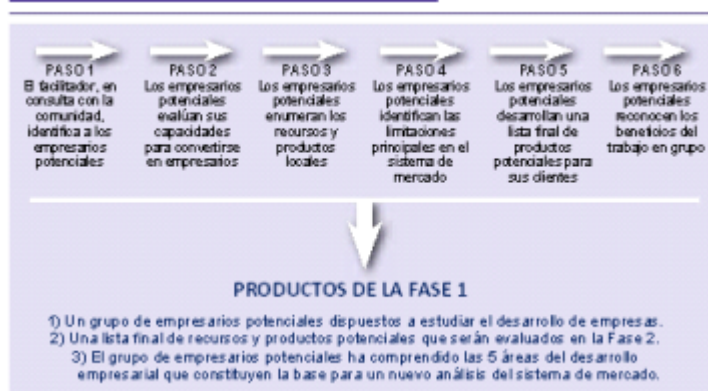 PASO 1
El facilitador, en
consulta con la
comunidad,
identifica a los
empresarios
potenciales
PASO 2
Los empresarios
potenciales
evalúan sus
capacidades
para convertirse
en empresarios
PASO 3
Los empresarios
potenciales
enumeran los
recursos y
productos
locales
PASO 4
Los empresarios
potenciales
identifican las
limitaciones
principales en el
sistema de
mercado
PASO 5
Los empresarios
potenciales
desarrollan una
lista final de
productos
potenciales para
sus clientes
PASO 6
Los empresarios
potenciales
reconocen los
beneficios del
trabajo en grupo
PRODUCTOS DE LA FASE 1
1) Un grupo de empresarios potenciales dispuestos a estudiar el desarrollo de empresas.
2) Una lista final de recursos y productos potenciales que serán evaluados en la Fase 2.
3) El grupo de empresarios potenciales ha comprendido las 5 áreas del desarrollo
empresarial que constituyen la base para un nuevo análisis del sistema de mercado.